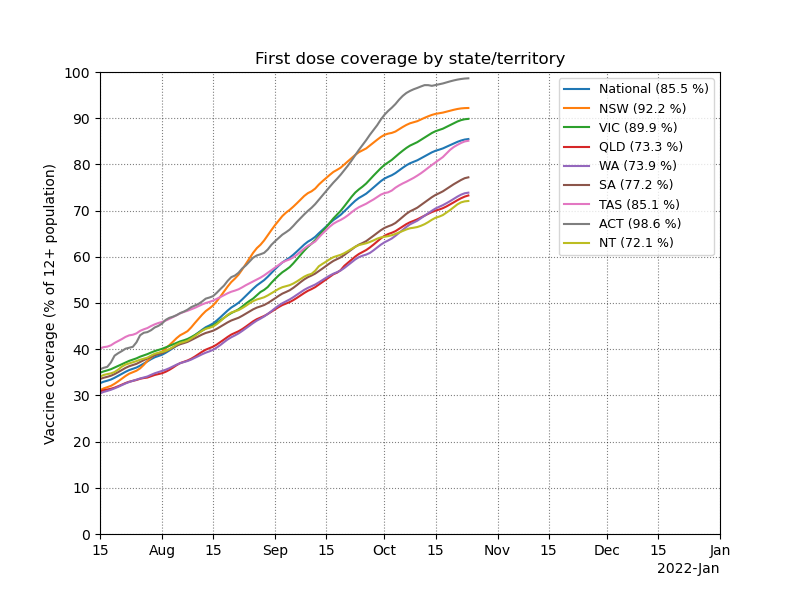 First dose coverage by state/territory
Vaccine coverage (% of 12+ population)
100
90
80
70
60
50
40
30
20
10
0
National (85.5 %)
NSW (92.2 %)
VIC (89.9 %)
QLD (73.3 %)
WA (73.9 %)
SA (77.2 %)
TAS (85.1 %)
ACT (98.6 %)
NT (72.1 %)
15 Aug 15 Sep 15 Oct 15 Nov 15 Dec 15 Jan
2022-Jan